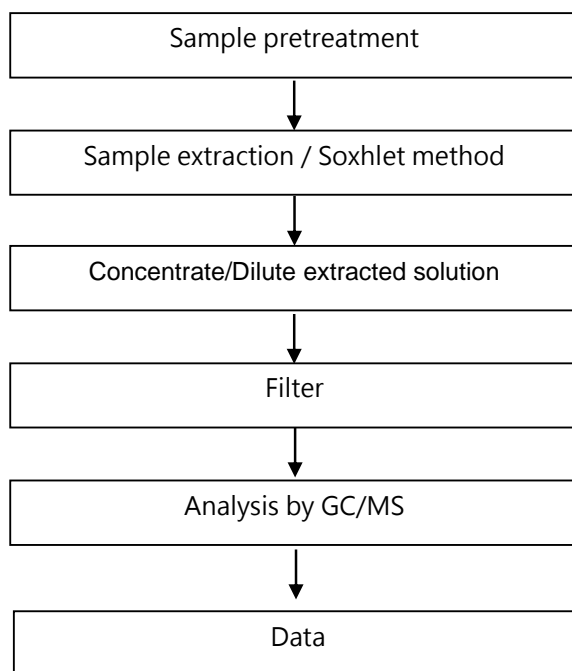 Sample pretreatment
Sample extraction / Soxhlet method
Concentrate/Dilute extracted solution
Filter
Analysis by GC/MS
Data